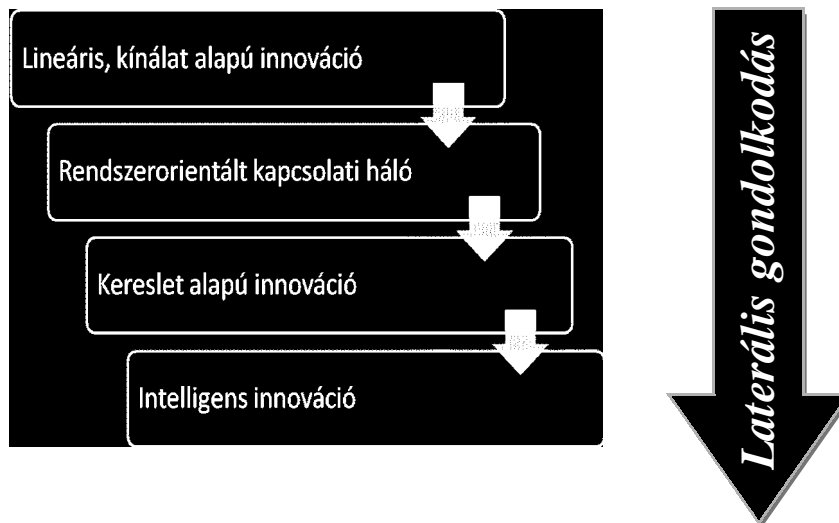 Lineáris, kínálat alapú innováció
Rendszerorientált kapcsolati háló
Kereslet alapú innováció
Intelligens innováció
Laterális gondolkodás